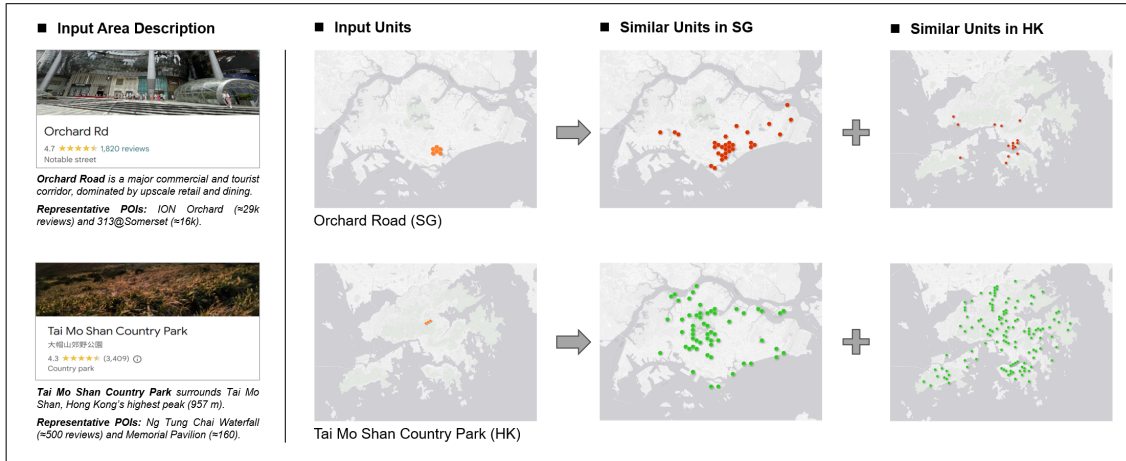 ■ Input Area Description
■ Input Units
■ Similar Units in SG
■ Similar Units in HK
Orchard Rd
4.7 ★★★★★ 1,820 reviews
Notable street
Orchard Road is a major commercial and tourist
corridor, dominated by upscale retail and dining.
Representative POIs: ION Orchard (≈29k
reviews) and 313@Somerset (≈16k).
Orchard Road (SG)
Tai Mo Shan Country Park
大帽山郊野公園
4.3 ★★★★★ (3,409)
Country park
Tai Mo Shan Country Park surrounds Tai Mo
Shan, Hong Kong's highest peak (957 m).
Representative POIs: Ng Tung Chai Waterfall
(≈500 reviews) and Memorial Pavilion (≈160).
Tai Mo Shan Country Park (HK)